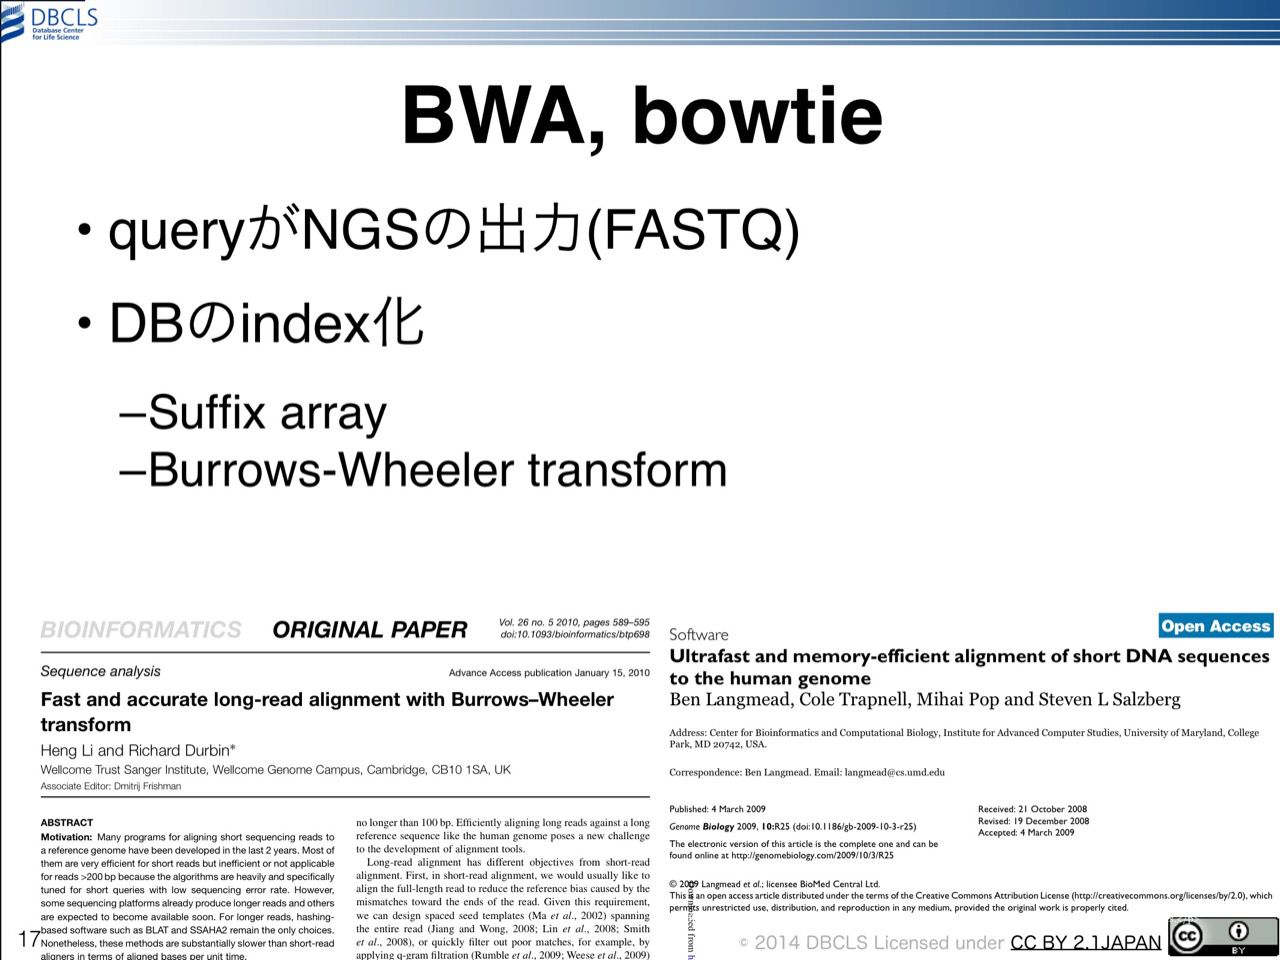 DBCLS
Database Center
for Life Science
BWA, bowtie
• queryがNGSの出力(FASTQ)
• DBのindex化
–Suffix array
–Burrows-Wheeler transform
BIOINFORMATICS ORIGINAL PAPER
Vol. 26 no. 5 2010, pages 589–595
doi:10.1093/bioinformatics/btp698
Sequence analysis
Advance Access publication January 15, 2010
Fast and accurate long-read alignment with Burrows–Wheeler
transform
Heng Li and Richard Durbin*
Wellcome Trust Sanger Institute, Wellcome Genome Campus, Cambridge, CB10 1SA, UK
Associate Editor: Dmitrij Frishman
ABSTRACT
Motivation: Many programs for aligning short sequencing reads to
a reference genome have been developed in the last 2 years. Most of
them are very efficient for short reads but inefficient or not applicable
for reads >200 bp because the algorithms are heavily and specifically
tuned for short queries with low sequencing error rate. However,
some sequencing platforms already produce longer reads and others
are expected to become available soon. For longer reads, hashing-
based software such as BLAT and SSAHA2 remain the only choices.
Nonetheless, these methods are substantially slower than short-read
aligners in terms of aligned bases per unit time.
no longer than 100 bp. Efficiently aligning long reads against a long
reference sequence like the human genome poses a new challenge
to the development of alignment tools.
Long-read alignment has different objectives from short-read
alignment. First, in short-read alignment, we would usually like to
align the full-length read to reduce the reference bias caused by the
mismatches toward the ends of the read. Given this requirement,
we can design spaced seed templates (Ma et al., 2002) spanning
the entire read (Jiang and Wong, 2008; Lin et al., 2008; Smith
et al., 2008), or quickly filter out poor matches, for example, by
applying q-gram filtration (Rumble et al., 2009; Weese et al., 2009)
Open Access
Software
Ultrafast and memory-efficient alignment of short DNA sequences
to the human genome
Ben Langmead, Cole Trapnell, Mihai Pop and Steven L Salzberg
Address: Center for Bioinformatics and Computational Biology, Institute for Advanced Computer Studies, University of Maryland, College
Park, MD 20742, USA.
Correspondence: Ben Langmead. Email: langmead@cs.umd.edu
Published: 4 March 2009
Genome Biology 2009, 10:R25 (doi:10.1186/gb-2009-10-3-r25)
The electronic version of this article is the complete one and can be
found online at http://genomebiology.com/2009/10/3/R25
Received: 21 October 2008
Revised: 19 December 2008
Accepted: 4 March 2009
© 2009 Langmead et al.; licensee BioMed Central Ltd.
This is an open access article distributed under the terms of the Creative Commons Attribution License (http://creativecommons.org/licenses/by/2.0), which
permits unrestricted use, distribution, and reproduction in any medium, provided the original work is properly cited.
17
© 2014 DBCLS Licensed under CC BY 2.1JAPAN
cc
BY